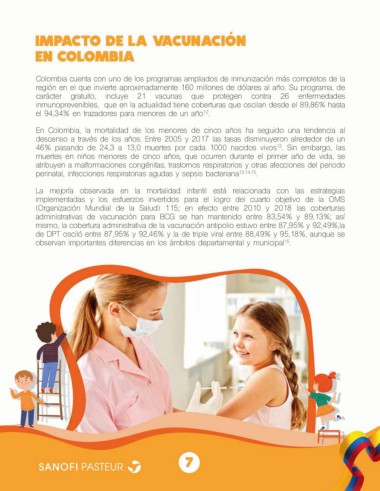 IMPACTO DE LA VACUNACIÓN
EN COLOMBIA
Colombia cuenta con uno de los programas ampliados de inmunización más completos de la
región en el que invierte aproximadamente 160 millones de dólares al año. Su programa, de
carácter gratuito, incluye 21 vacunas que protegen contra 26 enfermedades
inmunoprevenibles, que en la actualidad tiene coberturas que oscilan desde el 89,86% hasta
el 94,34% en trazadores para menores de un año¹².
En Colombia, la mortalidad de los menores de cinco años ha seguido una tendencia al
descenso a través de los años. Entre 2005 y 2017 las tasas disminuyeron alrededor de un
46% pasando de 24,3 a 13,0 muertes por cada 1000 nacidos vivos¹³. Sin embargo, las
muertes en niños menores de cinco años, que ocurren durante el primer año de vida, se
atribuyen a malformaciones congénitas, trastornos respiratorios y otras afecciones del periodo
perinatal, infecciones respiratorias agudas y sepsis bacteriana
La mejoría observada en la mortalidad infantil está relacionada con las estrategias
implementadas y los esfuerzos invertidos para el logro del cuarto objetivo de la OMS
(Organización Mundial de la Salud) 115; en efecto entre 2010 y 2018 las coberturas
administrativas de vacunación para BCG se han mantenido entre 83,54% y 89,13%; así
mismo, la cobertura administrativa de la vacunación antipolio estuvo entre 87,95% y 92,49%,la
de DPT osciló entre 87,95% y 92,46% y la de triple viral entre 88,49% y 95,18%, aunque se
observan importantes diferencias en los ámbitos departamental y municipal
SANOFI PASTEUR
7